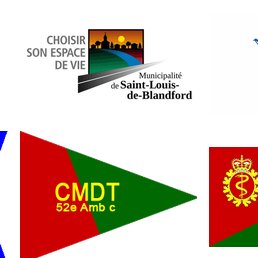 CHOISIR
SON ESPACE
DE VIE
Municipalité
de Saint-Louis-
de-Blandford
CMDT
52e Amb c